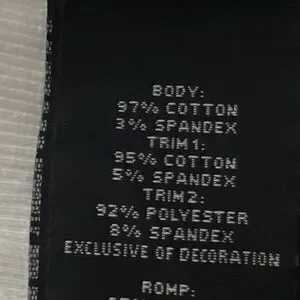 BODY:
97% COTTON
3% SPANDEX
TRIM1:
95% COTTON
5% SPANDEX
TRIM2:
92% POLYESTER
8% SPANDEX
EXCLUSIVE OF DECORATION
ROMP: